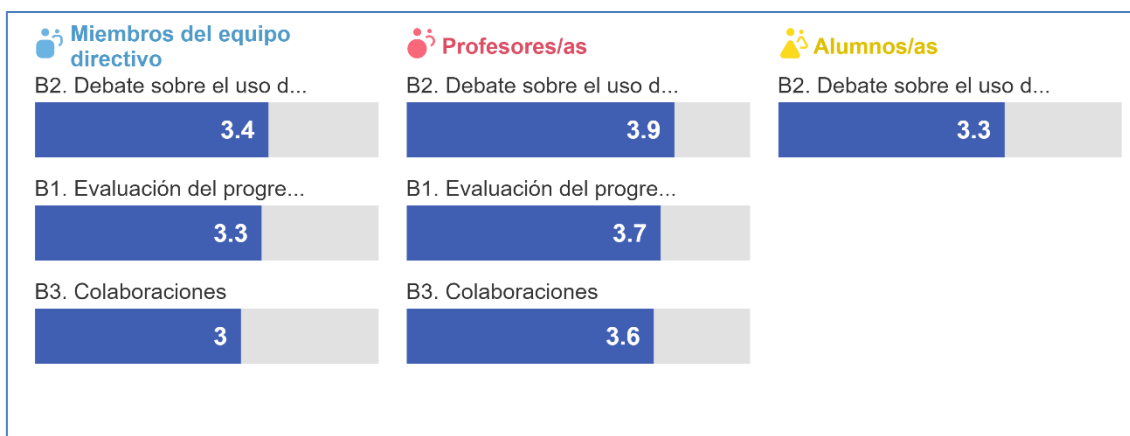 Miembros del equipo
directivo
B2. Debate sobre el uso d...
3.4
B1. Evaluación del progre...
3.3
B3. Colaboraciones
3
Profesores/as
B2. Debate sobre el uso d...
3.9
B1. Evaluación del progre...
3.7
B3. Colaboraciones
3.6
Alumnos/as
B2. Debate sobre el uso d...
3.3